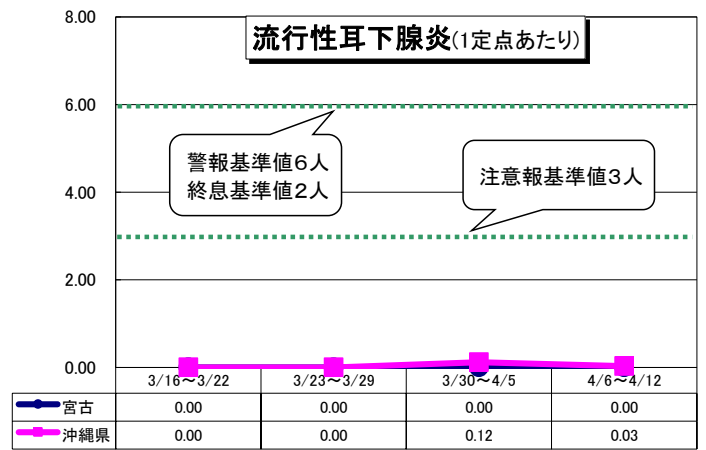 流行性耳下腺炎(1定点あたり)
8.00
6.00
警報基準値6人
終息基準値2人
注意報基準値3人
4.00
2.00
0.00
3/16～3/22 3/23～3/29 3/30～4/5 4/6～4/12
宮古 0.00 0.00 0.00 0.00
沖縄県 0.00 0.00 0.12 0.03